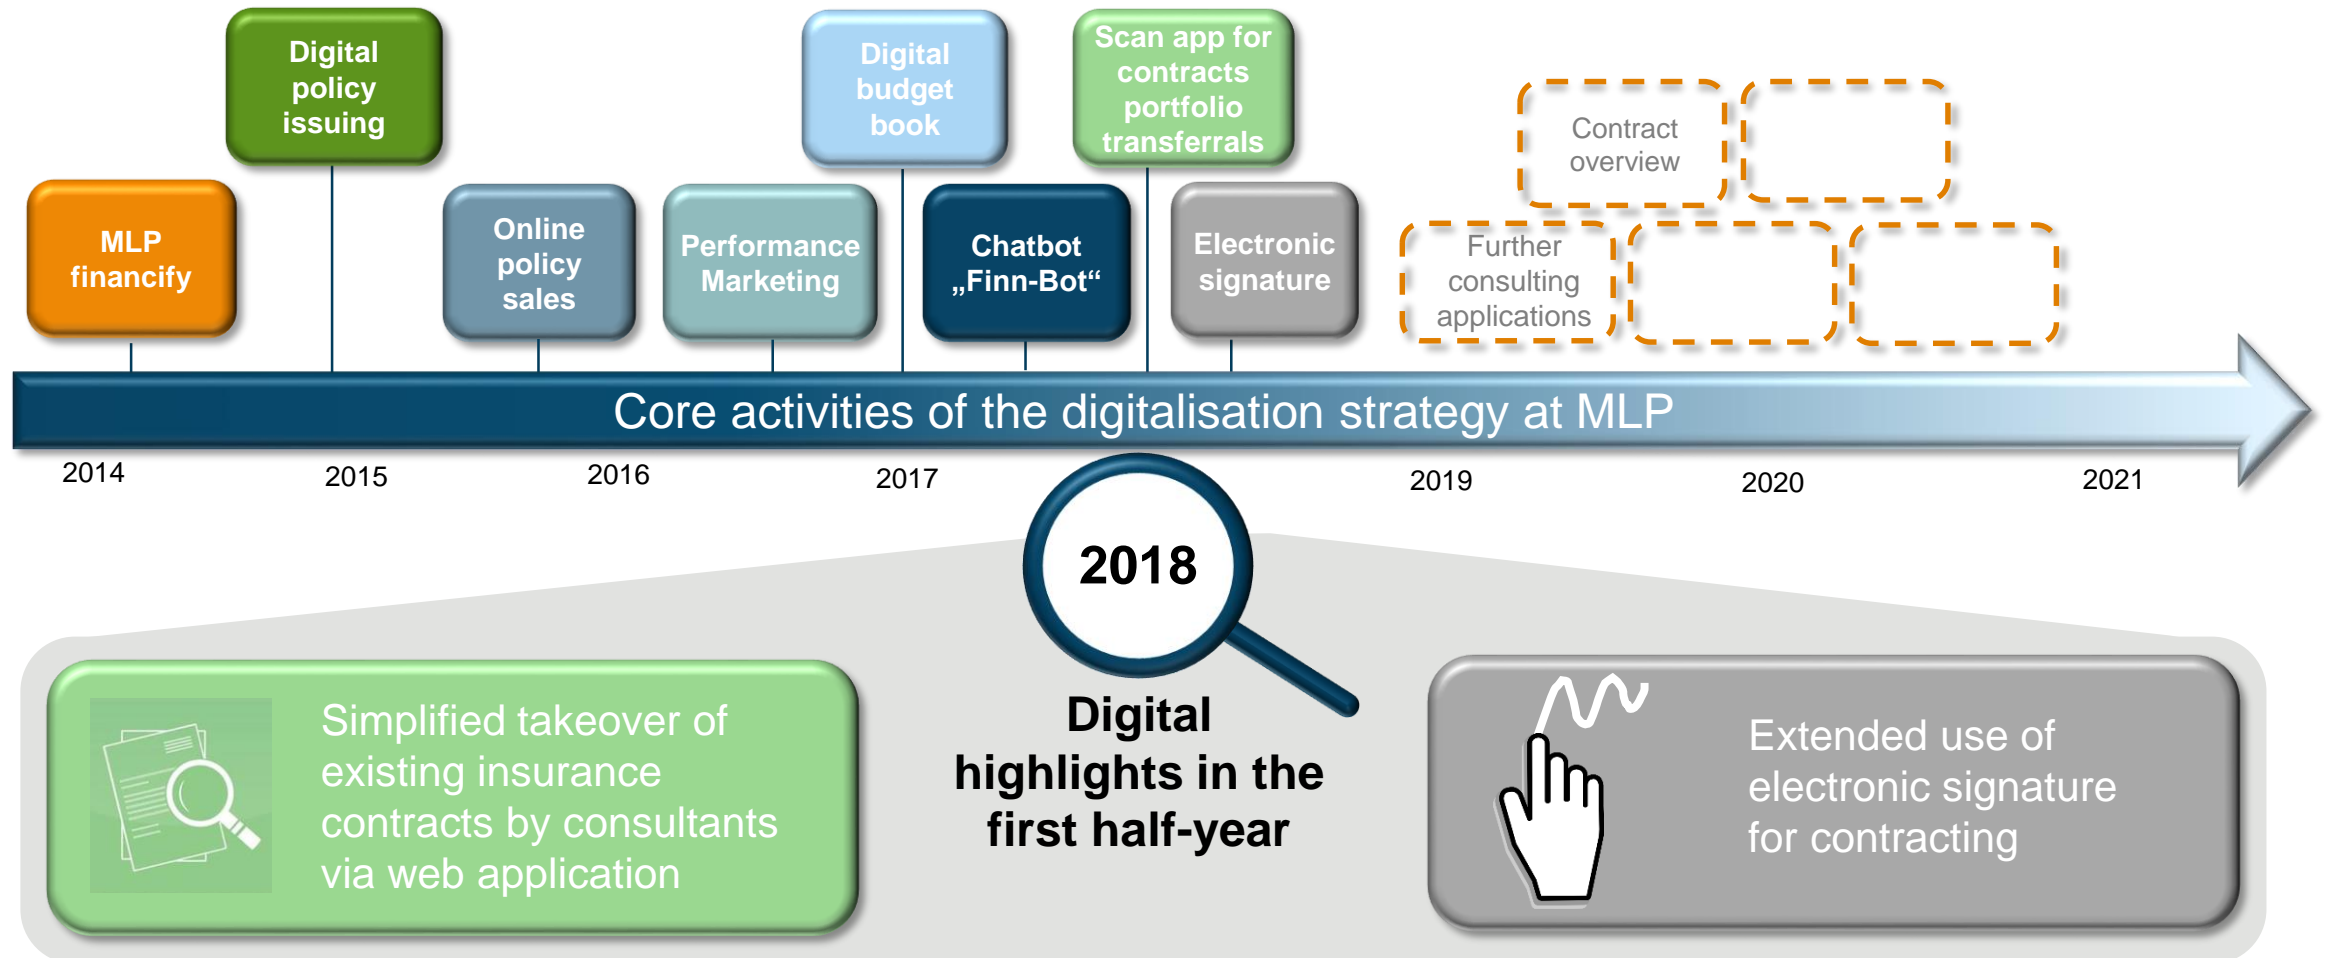 Digital
policy
issuing
Digital
budget
book
Scan app for
contracts
portfolio
transferrals
Contract
overview
MLP
financify
Online
policy
sales
Performance
Marketing
Chatbot
„Finn-Bot“
Electronic
signature
Further
consulting
applications
Core activities of the digitalisation strategy at MLP
2014
2015
2016
2017
2019
2020
2021
2018
Digital
highlights in the
first half-year
Simplified takeover of
existing insurance
contracts by consultants
via web application
Extended use of
electronic signature
for contracting